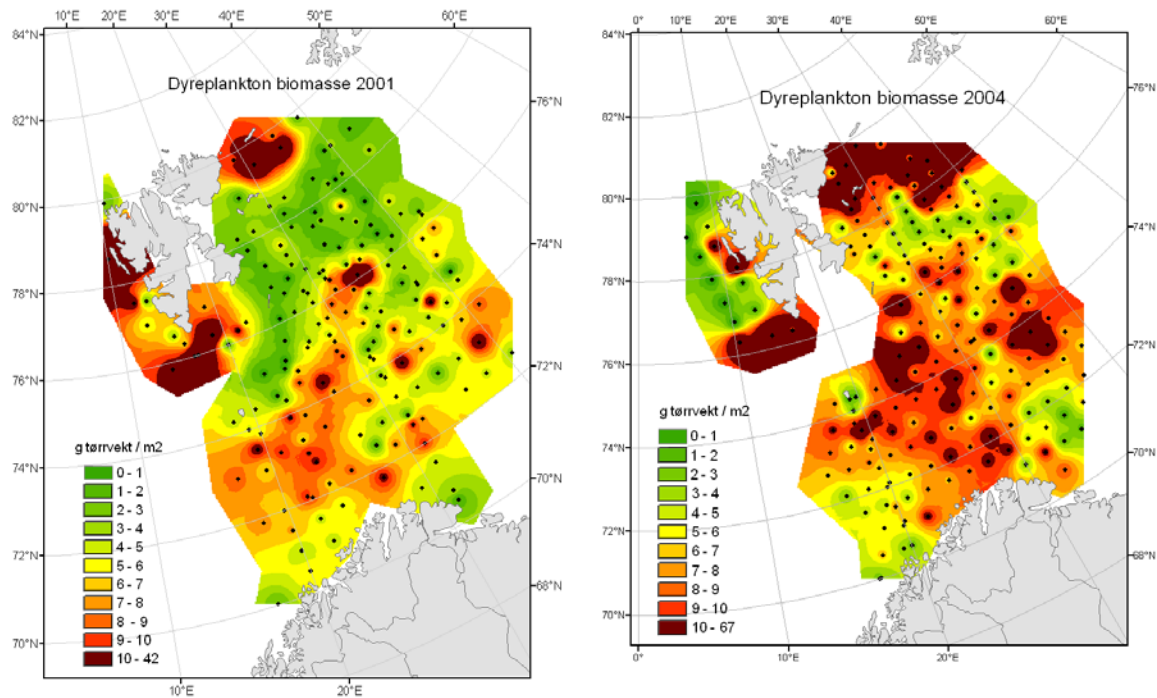 10°E 20°E 30°E 40°E 50°E 60°E
84°N
82°N
80°N
78°N
76°N
74°N
72°N
70°N
76°N
74°N
72°N
70°N
68°N
10°E 20°E
Dyreplankton biomasse 2001
g tørrvekt / m2
0 - 1
1 - 2
2 - 3
3 - 4
4 - 5
5 - 6
6 - 7
7 - 8
8 - 9
9 - 10
10 - 42
0° 10°E 20°E 30°E 40°E 50°E 60°E
84°N
82°N
80°N
78°N
76°N
74°N
72°N
70°N
76°N
74°N
72°N
70°N
68°N
0° 10°E 20°E
Dyreplankton biomasse 2004
g tørrvekt / m2
0 - 1
1 - 2
2 - 3
3 - 4
4 - 5
5 - 6
6 - 7
7 - 8
8 - 9
9 - 10
10 - 67